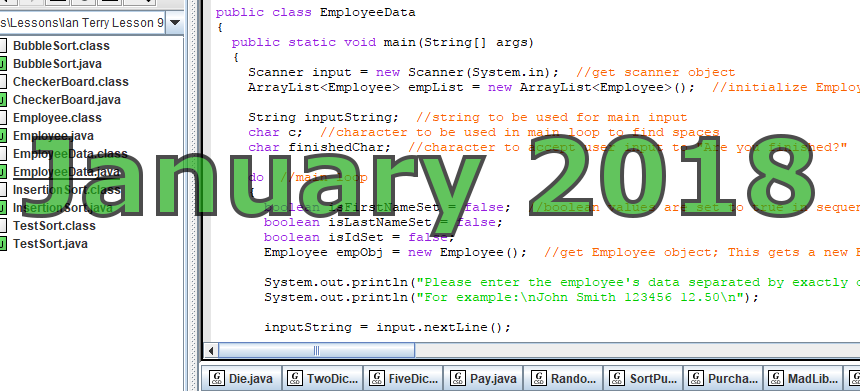 s\Lessons\Ian Terry Lesson 9
BubbleSort.class
BubbleSort.java
CheckerBoard.class
CheckerBoard.java
Employee.class
Employee.java
EmployeeData.class
EmployeeData.java
InsertionSort.class
InsertionSort.java
TestSort.class
TestSort.java
public class EmployeeData
{
public static void main(String[] args)
{
Scanner input = new Scanner(System.in);  //get scanner object
ArrayList<Employee> empList = new ArrayList<Employee>();  //initialize Employ
String inputString;  //string to be used for main input
char c;  //character to be used in main loop to find spaces
char finishedChar;  //character to accept user input to "Are you finished?"
do  //main loop
{
boolean isFirstNameSet = false;  //boolean values are set to true in sequen
boolean isLastNameSet = false;
boolean isIdSet = false;
Employee empObj = new Employee();  //get Employee object; This gets a new E
System.out.println("Please enter the employee's data separated by exactly o
System.out.println("For example:\nJohn Smith 123456 12.50\n");
inputString = input.nextLine();
January 2018
Die.java
TwoDic...
FiveDic...
Pay.java
Rando...
SortPu...
Purcha...
MadLib...